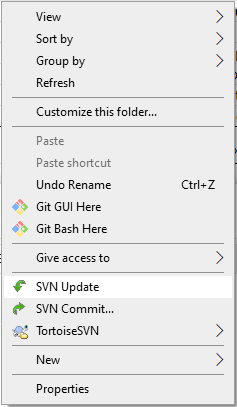 View
Sort by
Group by
Refresh
Customize this folder...
Paste
Paste shortcut
Undo Rename Ctrl+Z
Git GUI Here
Git Bash Here
Give access to
SVN Update
SVN Commit...
TortoiseSVN
New
Properties